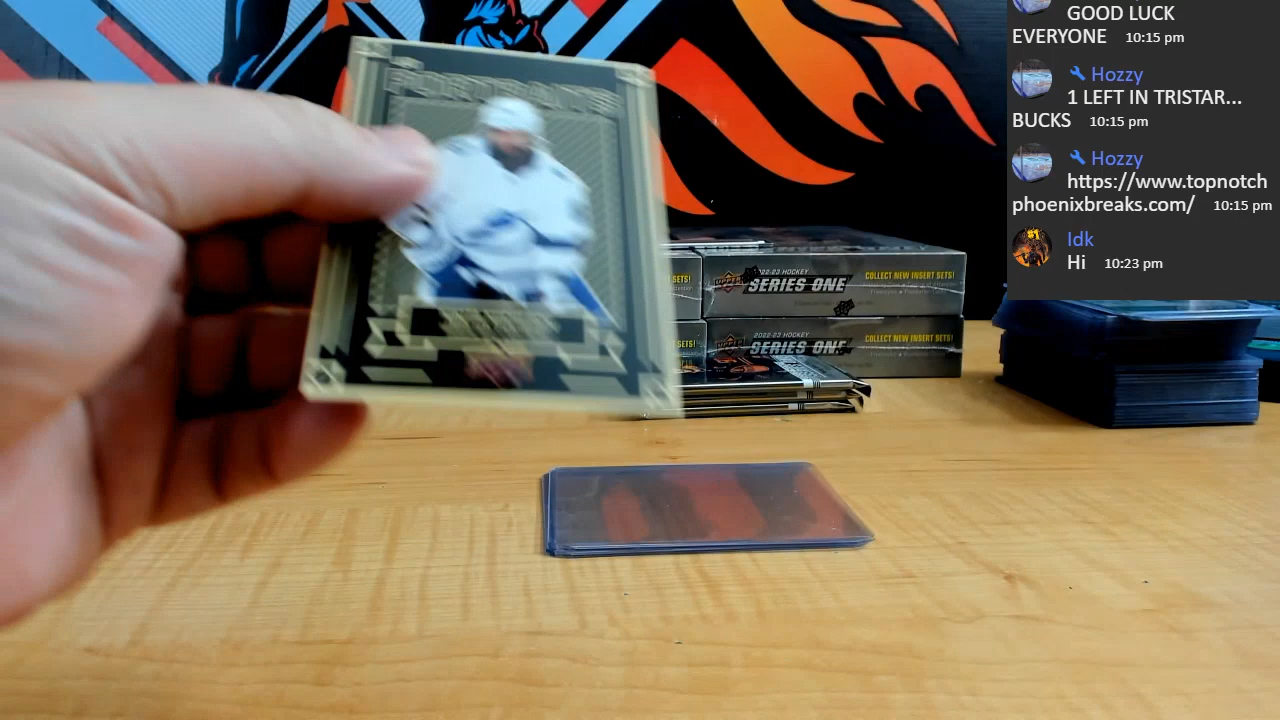 GOOD LUCK
EVERYONE 10:15 pm
Hozzy
1 LEFT IN TRISTAR...
BUCKS 10:15 pm
Hozzy
https://www.topnotch
phoenixbreaks.com/ 10:15 pm
Idk
Hi 10:23 pm
PORTRAITS
2022-23 HOCKEY
SERIES ONE
COLLECT NEW INSERT SETS!
SETS!
2022-23 HOCKEY
SERIES ONE
COLLECT NEW INSERT SETS!